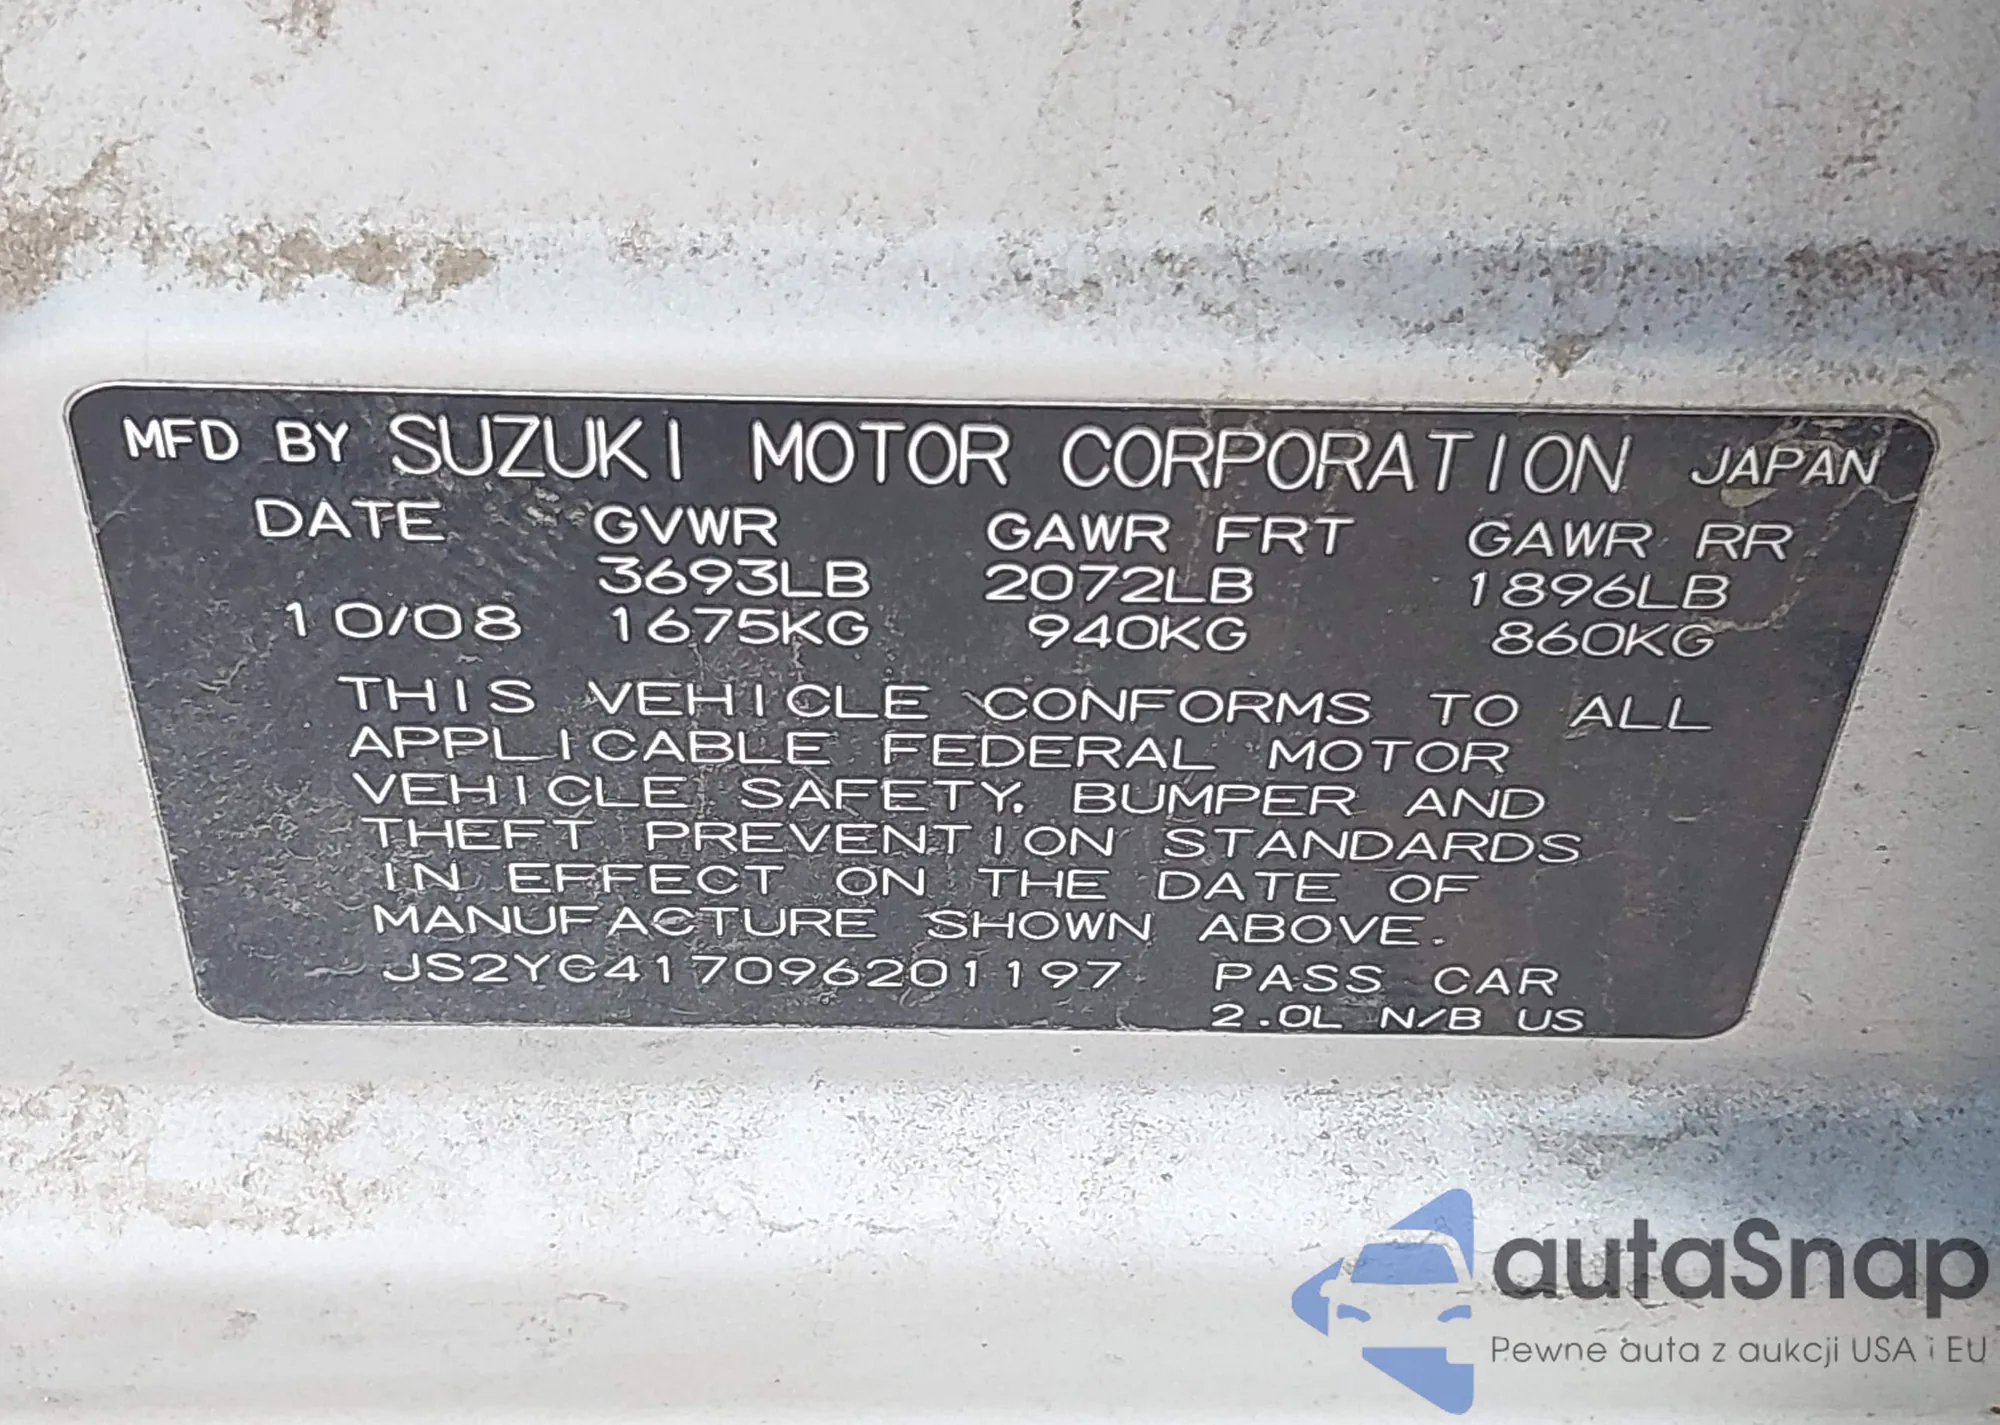 MFD BY SUZUKI MOTOR CORPORATION JAPAN
DATE GVWR GAWR FRT GAWR RR
3693LB 2072LB 1896LB
10/08 1675KG 940KG 860KG
THIS VEHICLE CONFORMS TO ALL
APPLICABLE FEDERAL MOTOR
VEHICLE SAFETY, BUMPER AND
THEFT PREVENTION STANDARDS
IN EFFECT ON THE DATE OF
MANUFACTURE SHOWN ABOVE.
JS2YC417096201197 PASS CAR
2.0L N/B US
autaSnap
Pewne auta z aukcji USA i EU